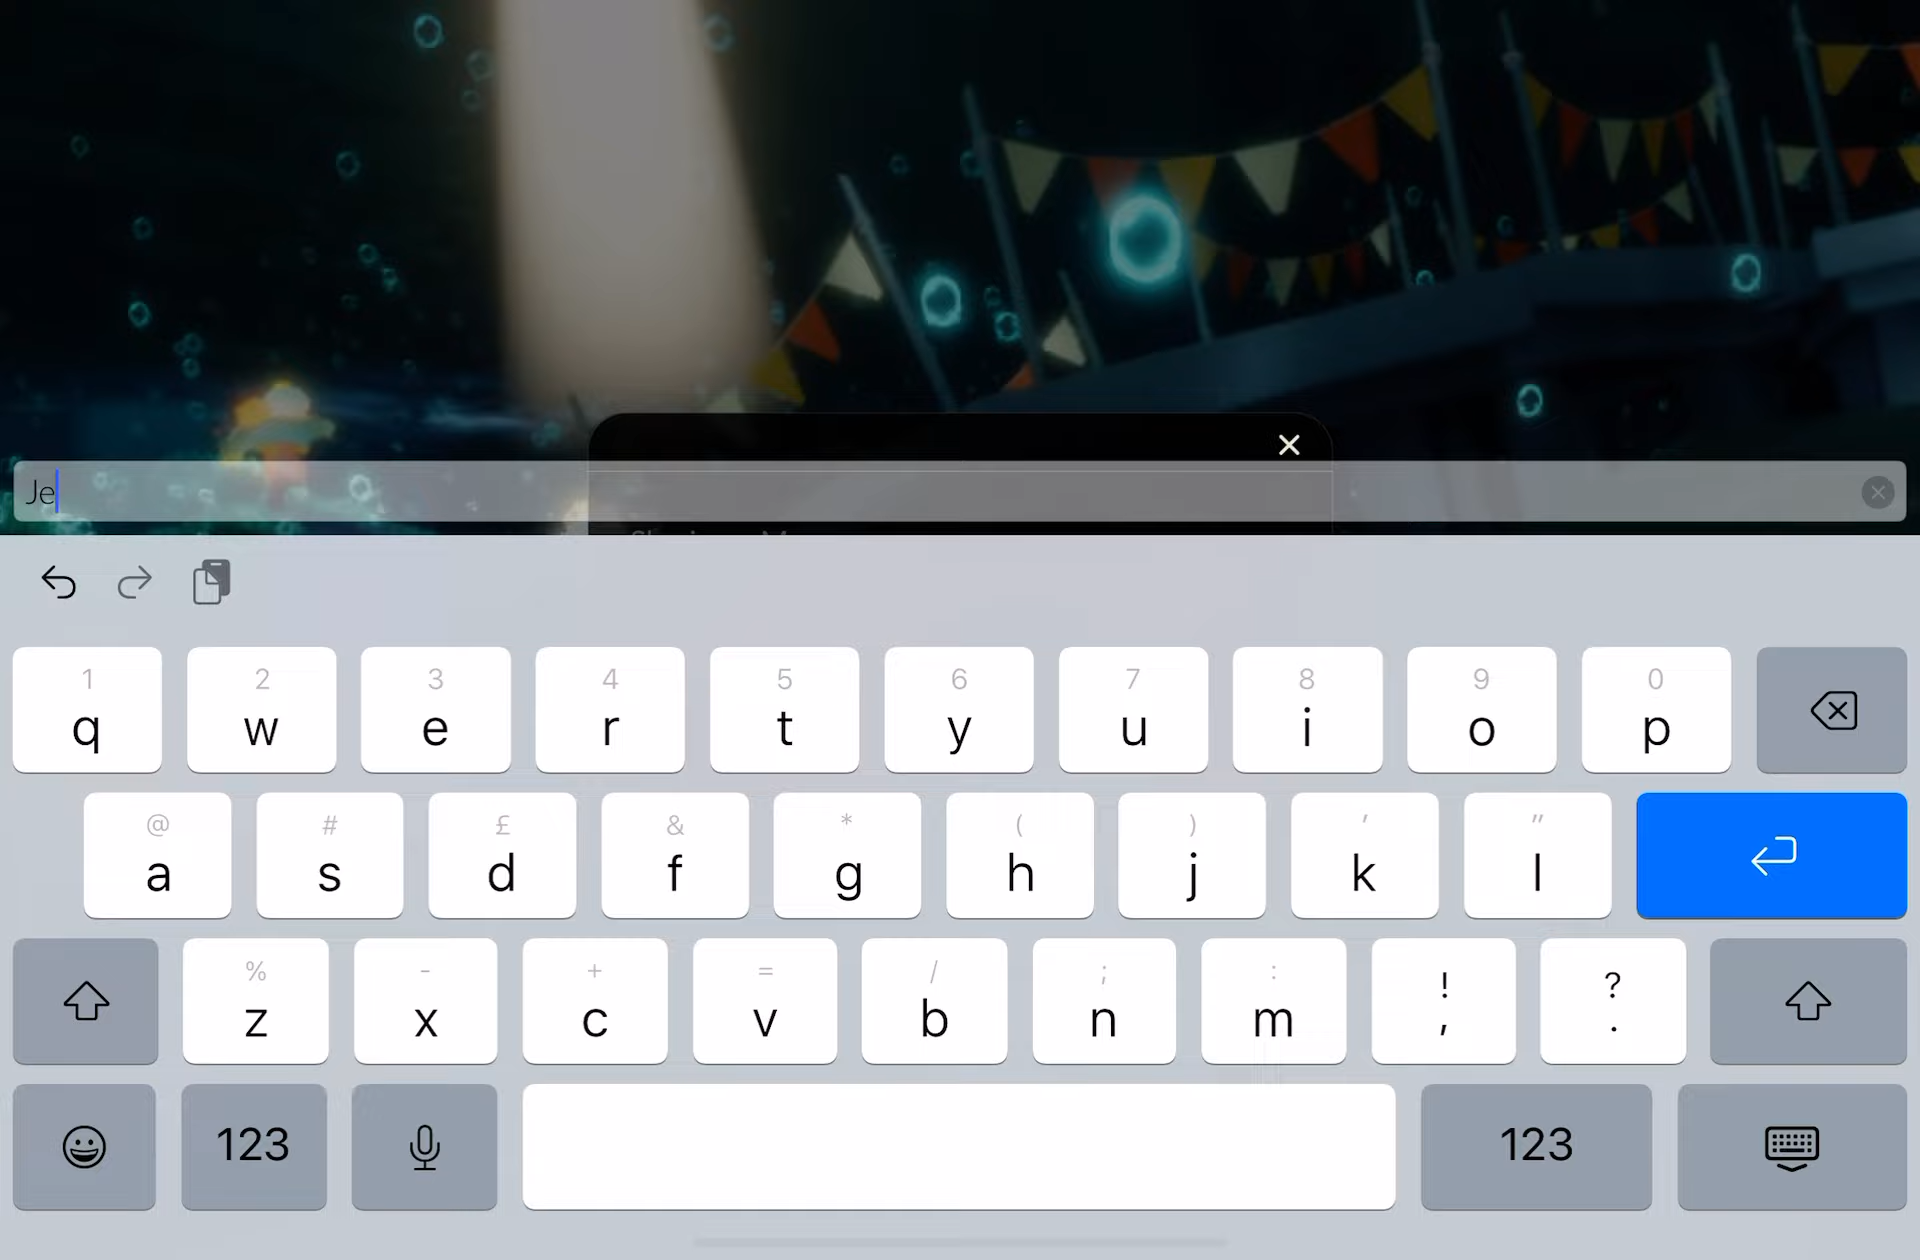 Je
1 2 3 4 5 6 7 8 9 0
q w e r t y u i o p
@ # £ & * ( ) ' "
a s d f g h j k l
% - + = / ; : ! ?
z x c v b n m , .
123 123